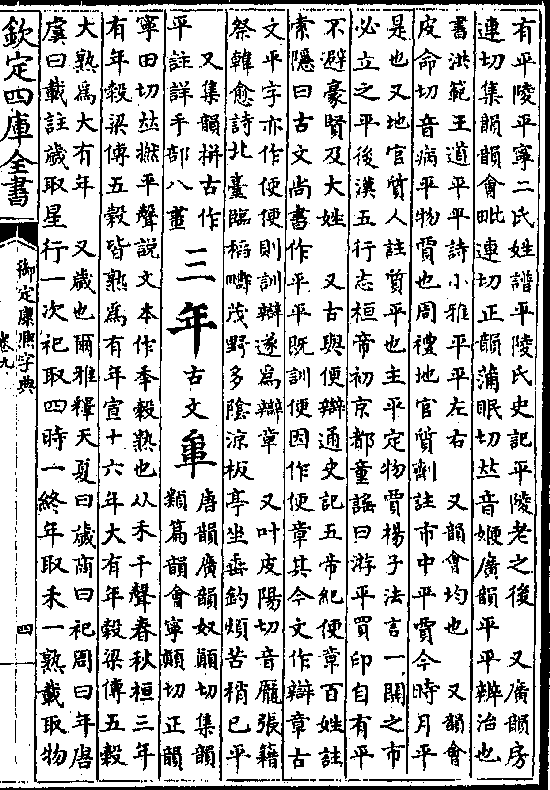 有平陵平寧二氏姓譜平陵氏史記平陵老之後　又廣韻房
連切集韻韻會毗連切正韻蒲眠切𠀤音㛹廣韻平平辨治也
書洪範王道平平詩小雅平平左右　又韻會均也　又韻會
皮命切音病平物賈也周禮地官質劑註市中平賈今時月平
是也又地官質人註質平也主平定物賈楊子法言一鬨之市
必立之平後漢五行志桓帝初京都童謠曰游平買印自有平
不避豪賢及大姓　又古與便辯通史記五帝紀便章百姓註
索隱曰古文尚書作平平既訓便因作便章其今文作辯章古
文平字亦作便便則訓辯遂為辯章　又叶皮陽切音龐張籍
祭韓愈詩北臺臨稻疇茂野多陰涼板亭坐垂釣煩苦稍已平
又集韻拼古作
平註詳手部八畫
三年古文𠦑
唐韻廣韻奴顚切集韻
類篇韻會寧顚切正韻
寧田切𠀤撚平聲說文本作秊穀熟也从禾千聲春秋桓三年
有年穀梁傳五穀皆熟爲有年宣十六年大有年穀梁傳五穀
大熟爲大有年　又歲也爾雅釋天夏曰歲商曰祀周曰年唐
虞曰載註歲取星行一次祀取四時一終年取禾一熟載取物
欽定四庫全書
御定康熙字典
卷九
四